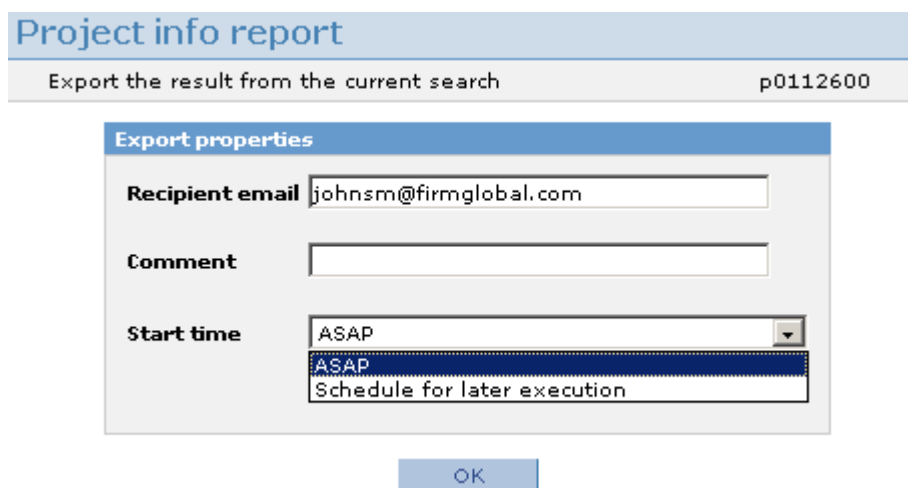 Project info report
Export the result from the current search p0112600
Export properties
Recipient email johnsm@firmglobal.com
Comment
Start time ASAP
ASAP
Schedule for later execution
OK